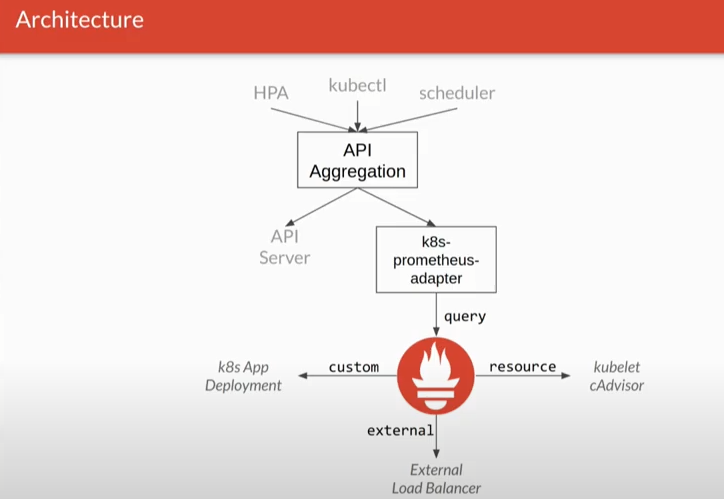 Architecture
HPA
kubectl
scheduler
API
Aggregation
API
Server
k8s-
prometheus-
adapter
query
k8s App
Deployment
custom
resource
kubelet
cAdvisor
external
External
Load Balancer